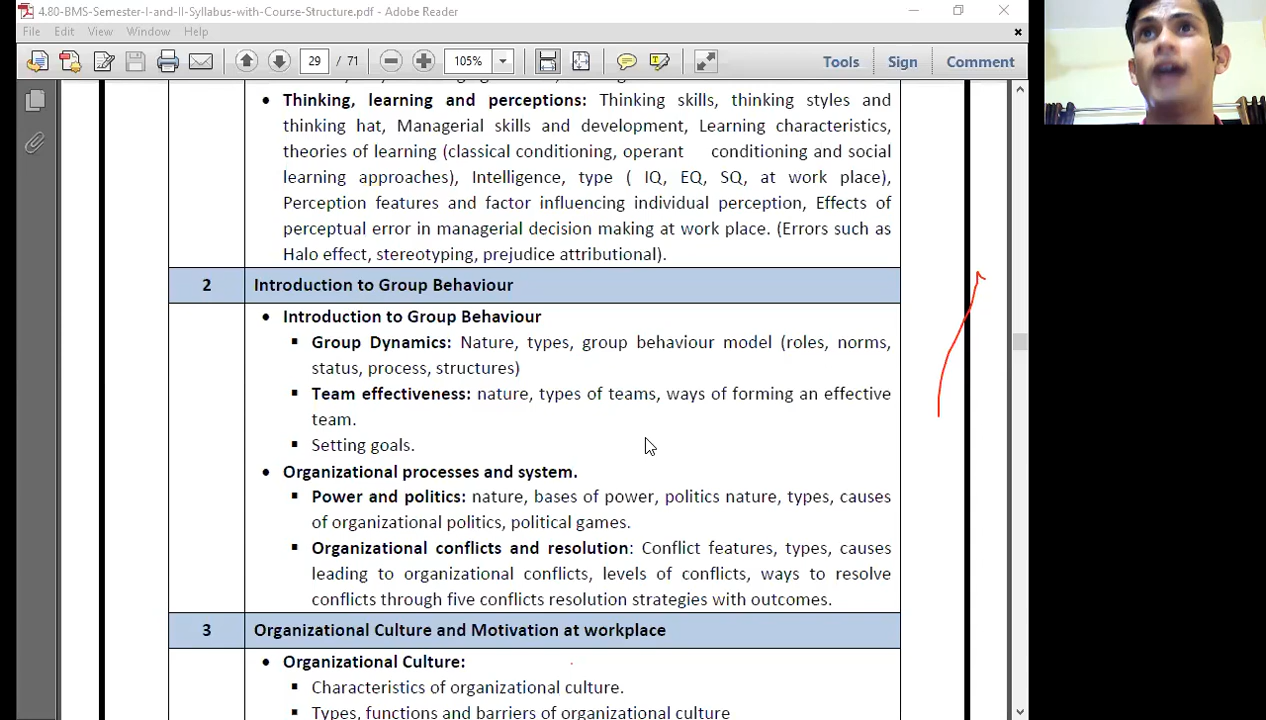 4.80-BMS-Semester-I-and-II-Syllabus-with-Course-Structure.pdf - Adobe Reader
File Edit View Window Help
29 / 71 105% Tools Sign Comment
• Thinking, learning and perceptions: Thinking skills, thinking styles and
thinking hat, Managerial skills and development, Learning characteristics,
theories of learning (classical conditioning, operant conditioning and social
learning approaches), Intelligence, type ( IQ, EQ, SQ, at work place),
Perception features and factor influencing individual perception, Effects of
perceptual error in managerial decision making at work place. (Errors such as
Halo effect, stereotyping, prejudice attributional).
2 Introduction to Group Behaviour
• Introduction to Group Behaviour
▪ Group Dynamics: Nature, types, group behaviour model (roles, norms,
status, process, structures)
▪ Team effectiveness: nature, types of teams, ways of forming an effective
team.
▪ Setting goals.
• Organizational processes and system.
▪ Power and politics: nature, bases of power, politics nature, types, causes
of organizational politics, political games.
▪ Organizational conflicts and resolution: Conflict features, types, causes
leading to organizational conflicts, levels of conflicts, ways to resolve
conflicts through five conflicts resolution strategies with outcomes.
3 Organizational Culture and Motivation at workplace
• Organizational Culture:
▪ Characteristics of organizational culture.
▪ Types, functions and barriers of organizational culture